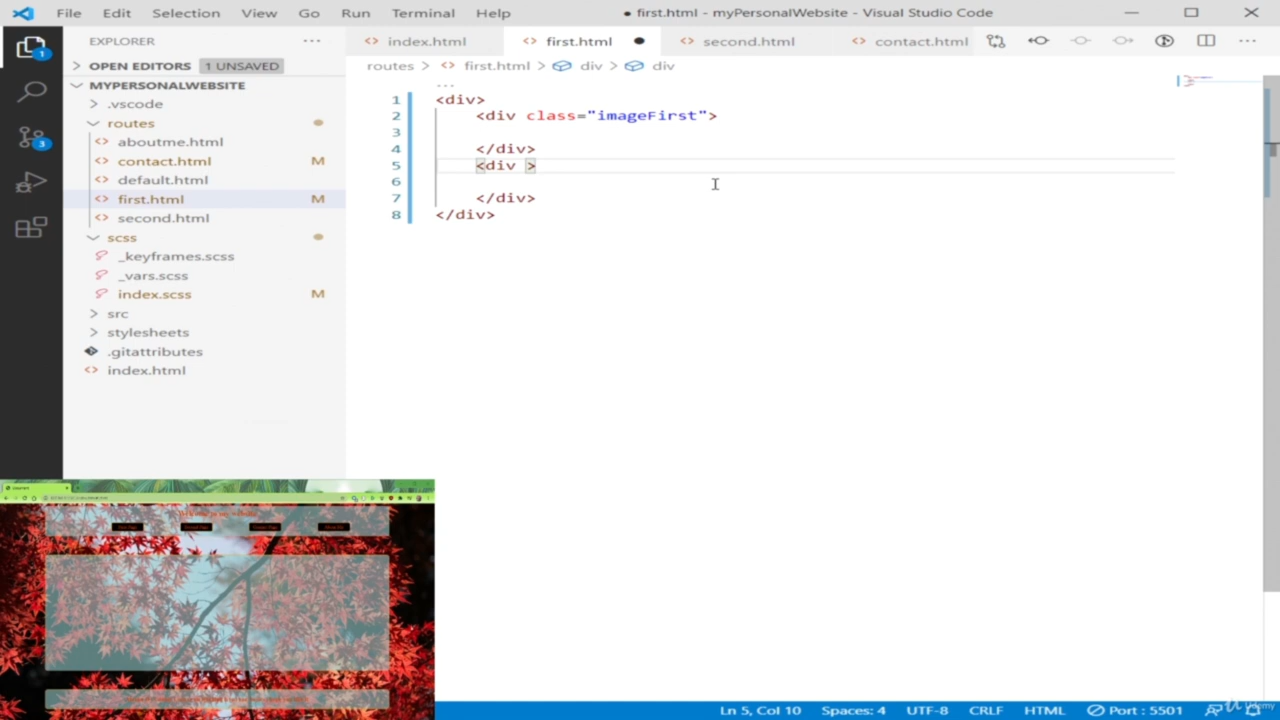 File Edit Selection View Go Run Terminal Help
● first.html - myPersonalWebsite - Visual Studio Code
EXPLORER
OPEN EDITORS 1 UNSAVED
MYPERSONALWEBSITE
.vscode
routes
aboutme.html
contact.html M
default.html
first.html M
second.html
scss
_keyframes.scss
_vars.scss
index.scss M
src
stylesheets
.gitattributes
index.html
1
3
index.html first.html second.html contact.html
routes > first.html > div > div
1 <div>
2 <div class="imageFirst">
3
4 </div>
5 <div >
6
7 </div>
8 </div>
Ln 5, Col 10 Spaces: 4 UTF-8 CRLF HTML Port : 5501
Udemy